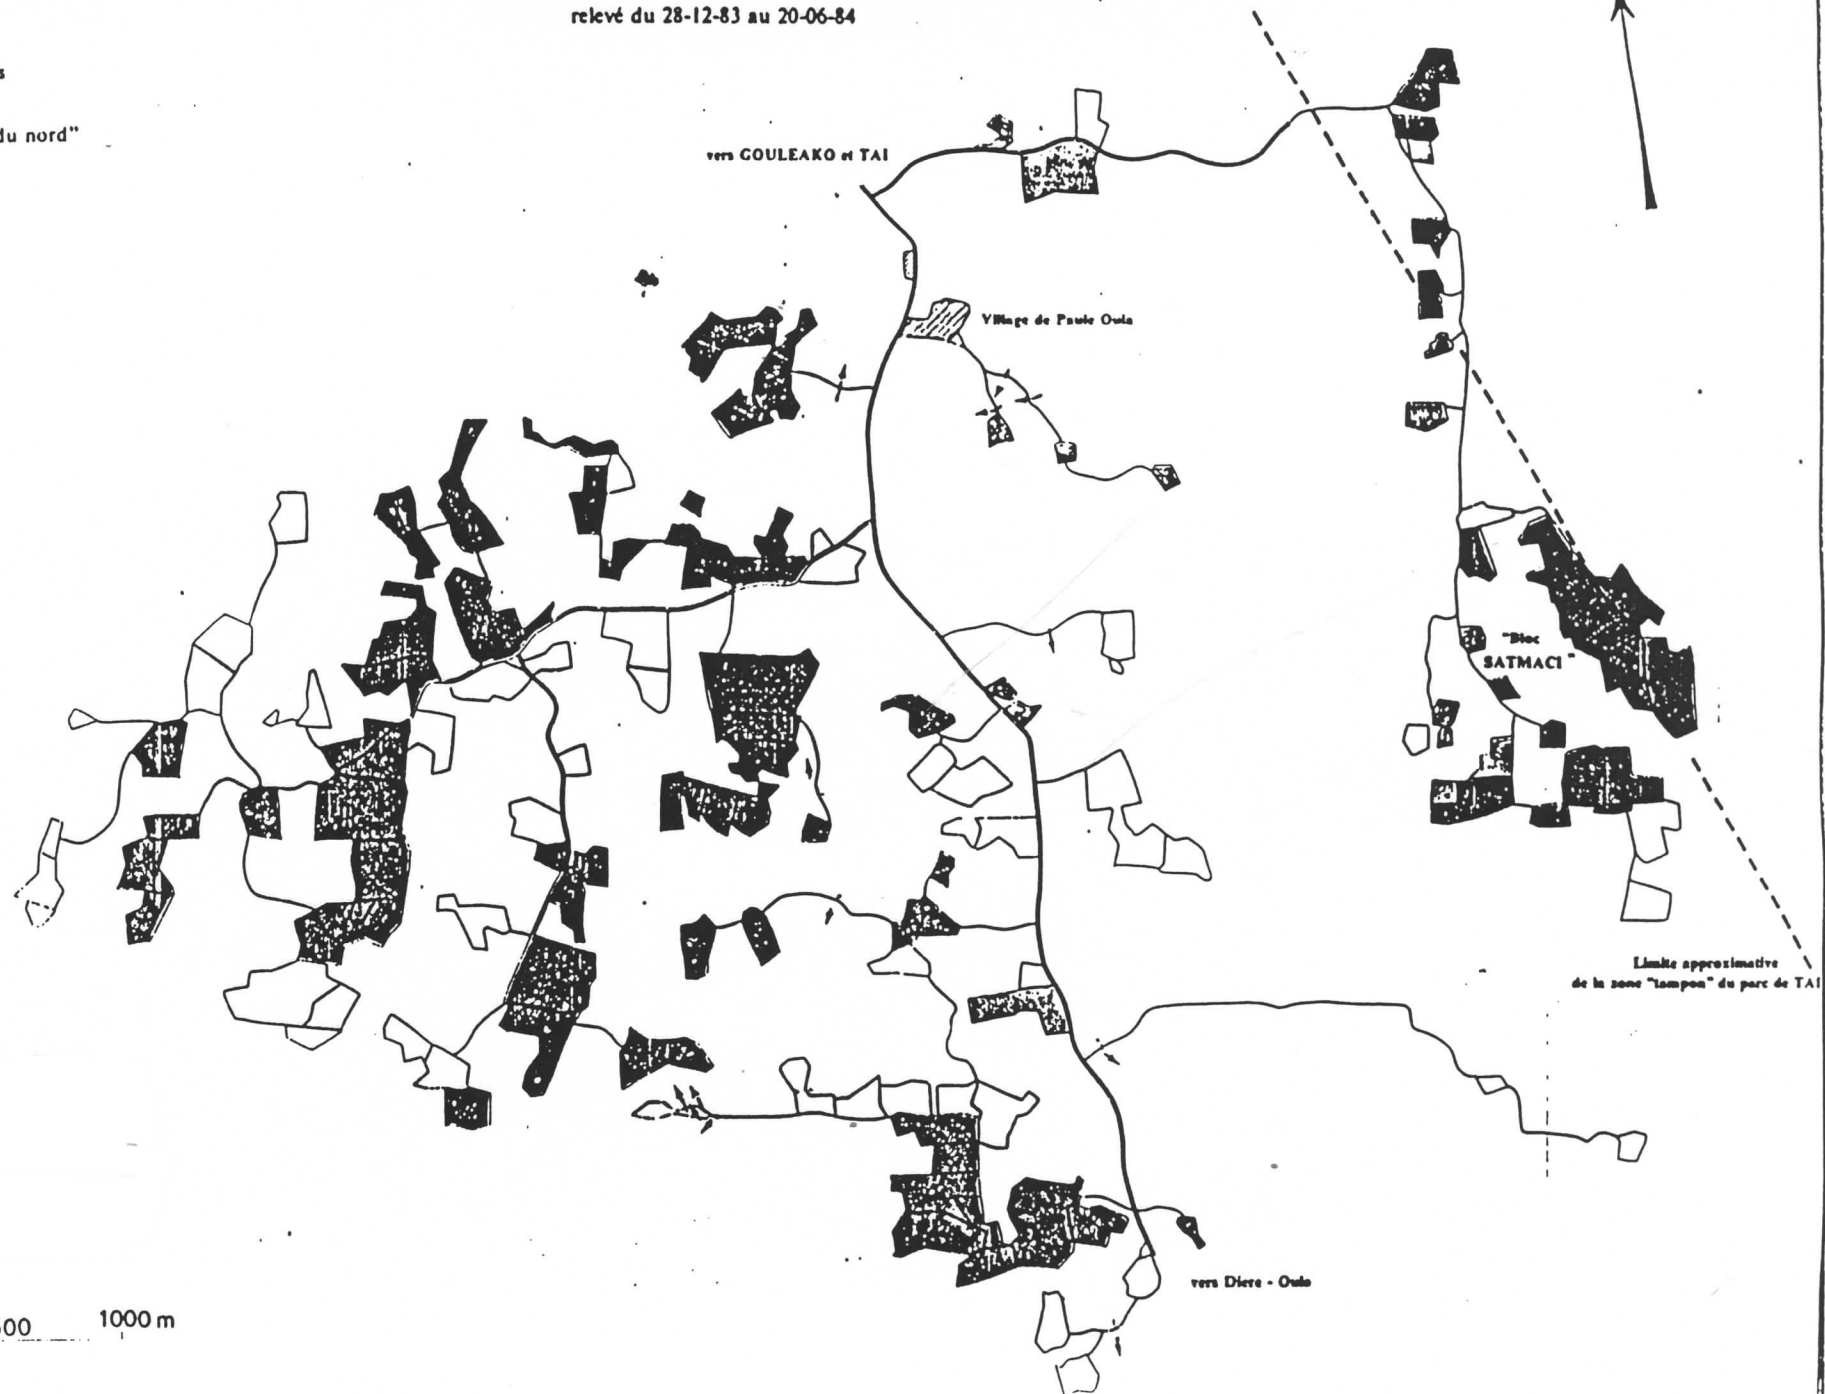 relevé du 28-12-83 au 20-06-84
du nord"
vers GOULEAKO et TAI
Village de Paule Oula
"Bloc
SATMACI"
Limite approximative
de la zone "tampon" du parc de TAI
vers Diere - Oula
1000 m